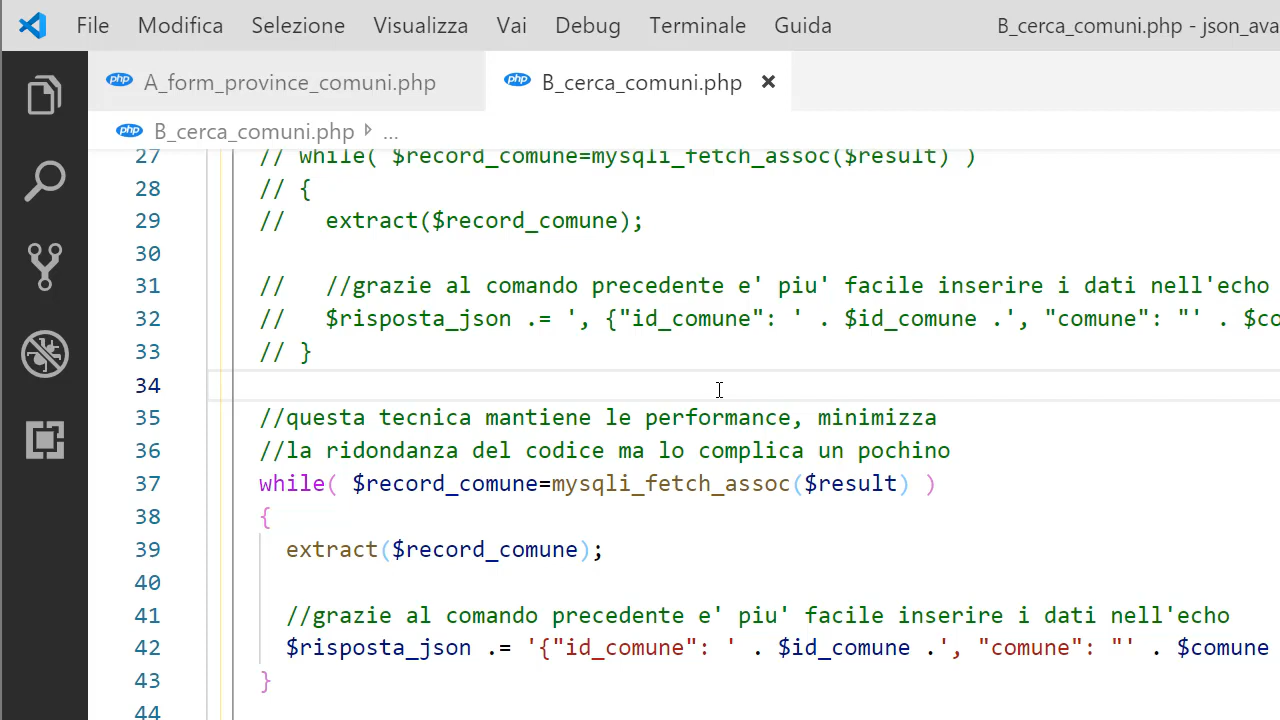 File Modifica Selezione Visualizza Vai Debug Terminale Guida B_cerca_comuni.php - json_ava
php A_form_province_comuni.php php B_cerca_comuni.php
php B_cerca_comuni.php ...
27 // while( $record_comune=mysqli_fetch_assoc($result) )
28 // {
29 // extract($record_comune);
30
31 // //grazie al comando precedente e' piu' facile inserire i dati nell'echo
32 // $risposta_json .= ', {"id_comune": ' . $id_comune .', "comune": "' . $co
33 // }
34
35 //questa tecnica mantiene le performance, minimizza
36 //la ridondanza del codice ma lo complica un pochino
37 while( $record_comune=mysqli_fetch_assoc($result) )
38 {
39 extract($record_comune);
40
41 //grazie al comando precedente e' piu' facile inserire i dati nell'echo
42 $risposta_json .= '{"id_comune": ' . $id_comune .', "comune": "' . $comune
43 }
44